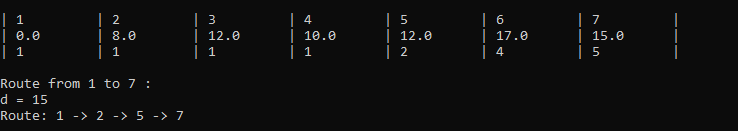 | 1 | 2 | 3 | 4 | 5 | 6 | 7 |
| 0.0 | 8.0 | 12.0 | 10.0 | 12.0 | 17.0 | 15.0 |
| 1 | 1 | 1 | 1 | 2 | 4 | 5 |
Route from 1 to 7 :
d = 15
Route: 1 -> 2 -> 5 -> 7